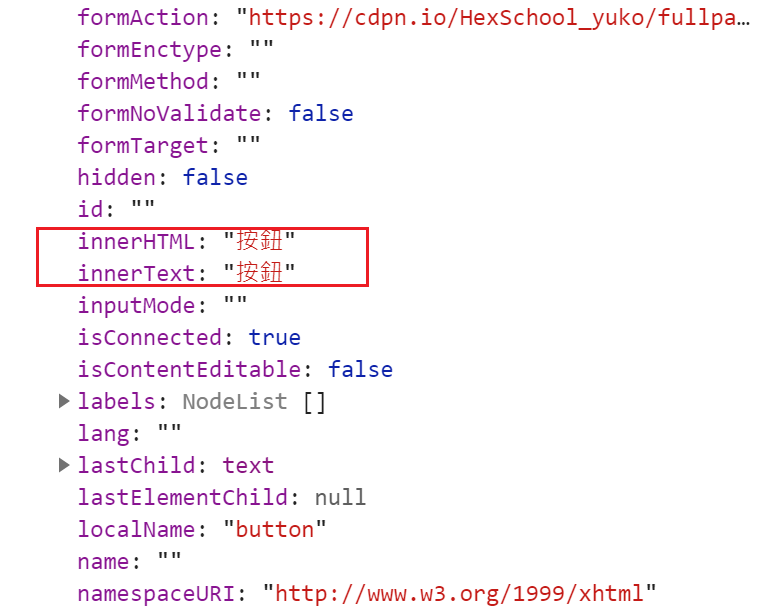 formAction: "https://cdpn.io/HexSchool_yuko/fullpa…
formEnctype: ""
formMethod: ""
formNoValidate: false
formTarget: ""
hidden: false
id: ""
innerHTML: "按鈕"
innerText: "按鈕"
inputMode: ""
isConnected: true
isContentEditable: false
labels: NodeList []
lang: ""
lastChild: text
lastElementChild: null
localName: "button"
name: ""
namespaceURI: "http://www.w3.org/1999/xhtml"